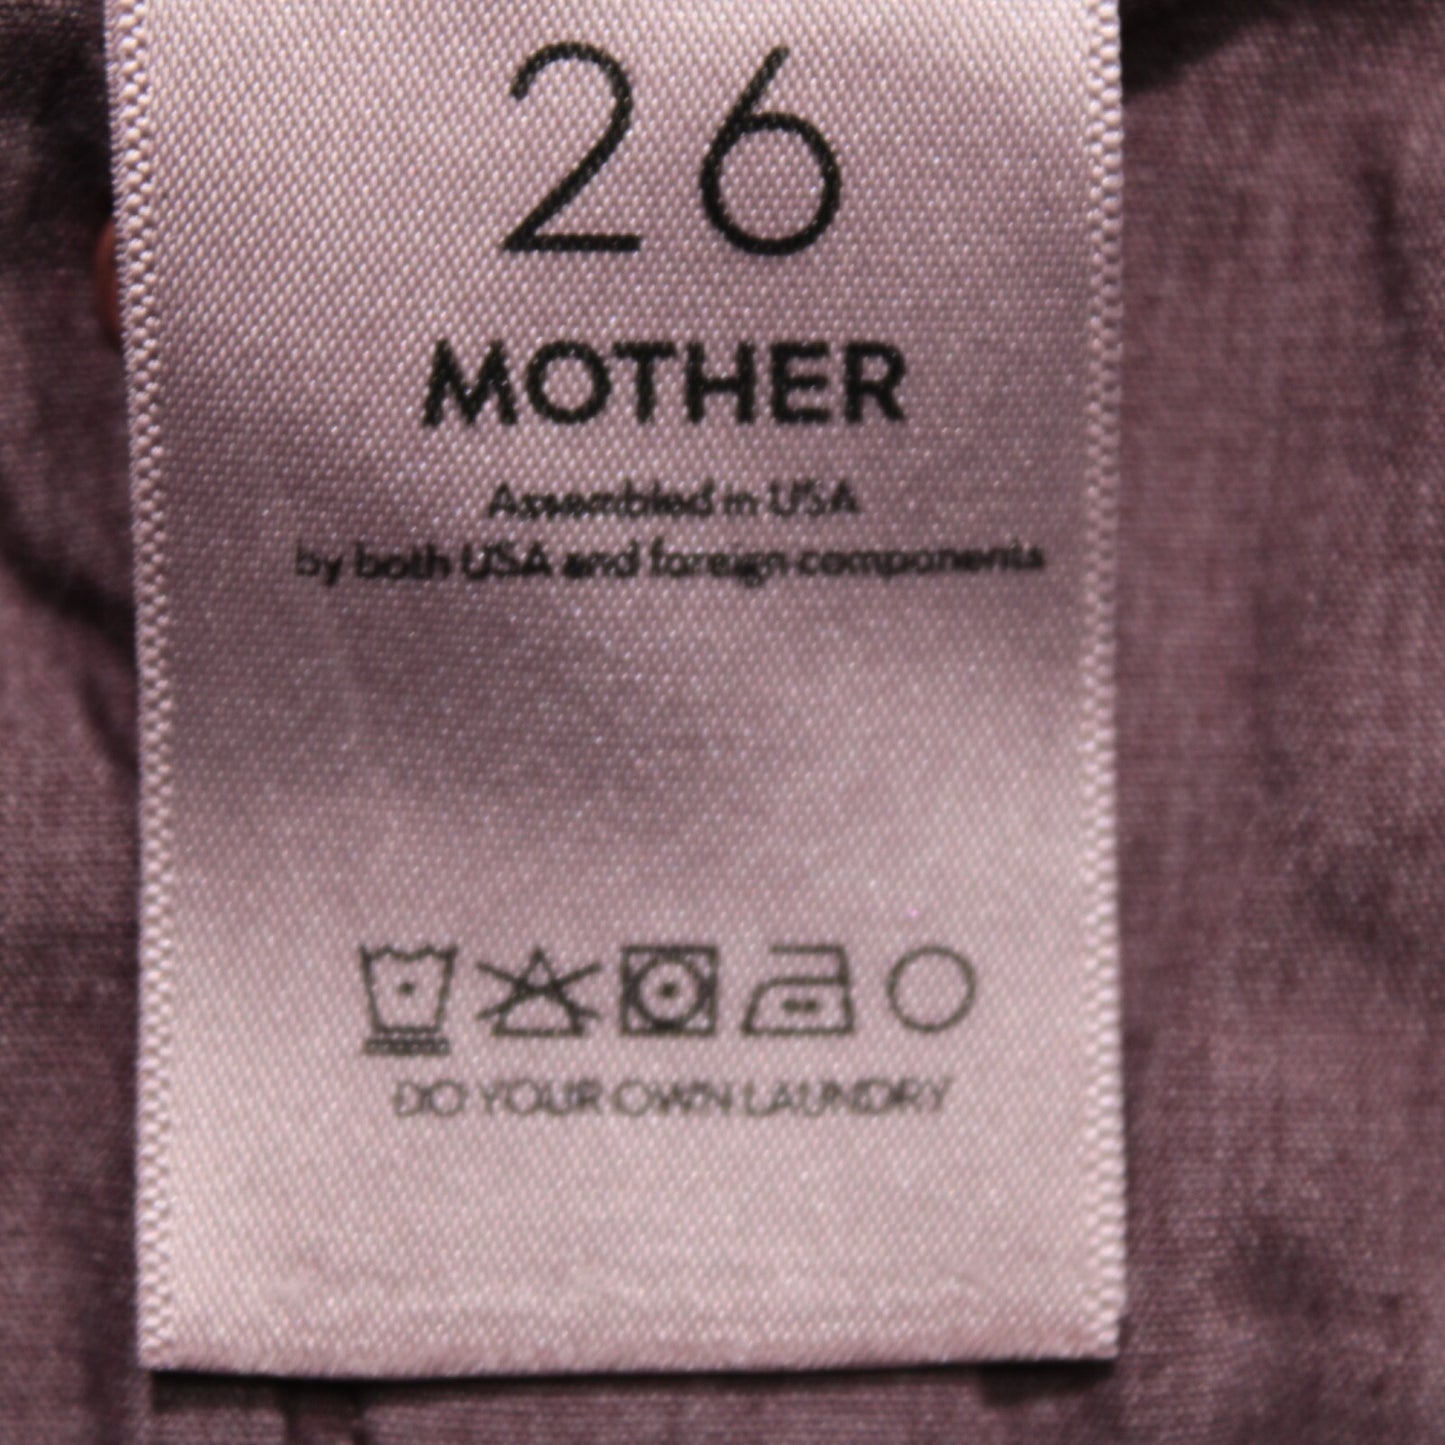 26
MOTHER
Assembled in USA
by both USA and foreign components
DO YOUR OWN LAUNDRY